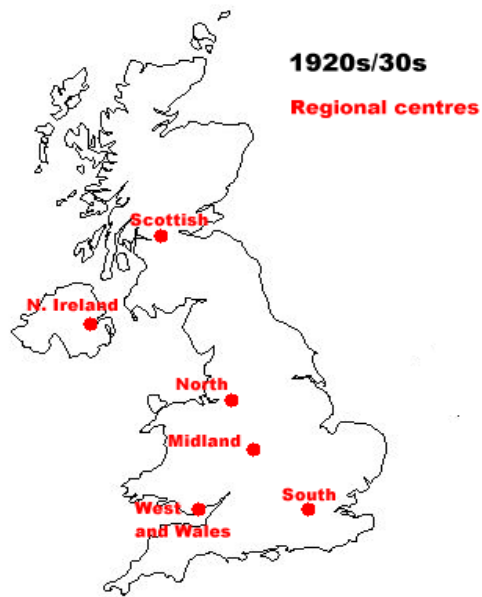 1920s/30s
Regional centres
Scottish
N. Ireland
North
Midland
West
and Wales
South